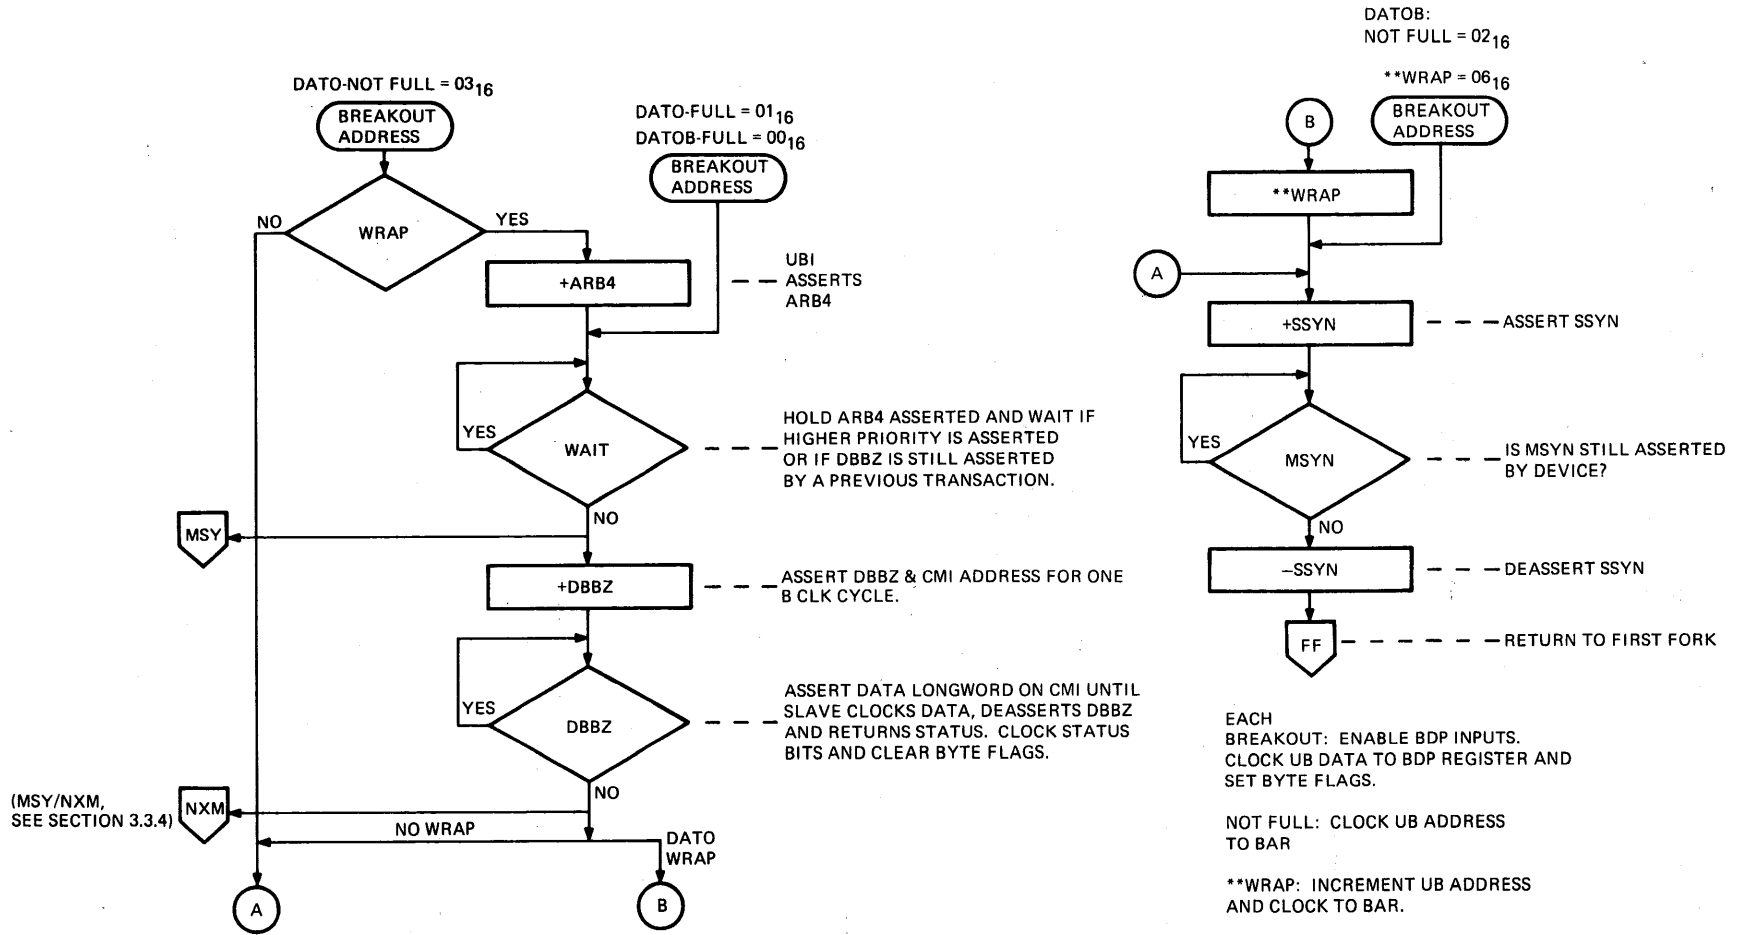 DATO-NOT FULL = 03₁₆
BREAKOUT
ADDRESS
WRAP
NO
YES
DATO-FULL = 01₁₆
DATOB-FULL = 00₁₆
BREAKOUT
ADDRESS
+ARB4
UBI
ASSERTS
ARB4
WAIT
YES
HOLD ARB4 ASSERTED AND WAIT IF
HIGHER PRIORITY IS ASSERTED
OR IF DBBZ IS STILL ASSERTED
BY A PREVIOUS TRANSACTION.
NO
MSY
+DBBZ
ASSERT DBBZ & CMI ADDRESS FOR ONE
B CLK CYCLE.
DBBZ
YES
ASSERT DATA LONGWORD ON CMI UNTIL
SLAVE CLOCKS DATA, DEASSERTS DBBZ
AND RETURNS STATUS. CLOCK STATUS
BITS AND CLEAR BYTE FLAGS.
NO
(MSY/NXM,
SEE SECTION 3.3.4)
NXM
NO WRAP
DATO
WRAP
A
B
DATOB:
NOT FULL = 02₁₆
**WRAP = 06₁₆
B
BREAKOUT
ADDRESS
**WRAP
A
+SSYN
ASSERT SSYN
MSYN
YES
IS MSYN STILL ASSERTED
BY DEVICE?
NO
−SSYN
DEASSERT SSYN
FF
RETURN TO FIRST FORK
EACH
BREAKOUT: ENABLE BDP INPUTS.
CLOCK UB DATA TO BDP REGISTER AND
SET BYTE FLAGS.
NOT FULL: CLOCK UB ADDRESS
TO BAR
**WRAP: INCREMENT UB ADDRESS
AND CLOCK TO BAR.